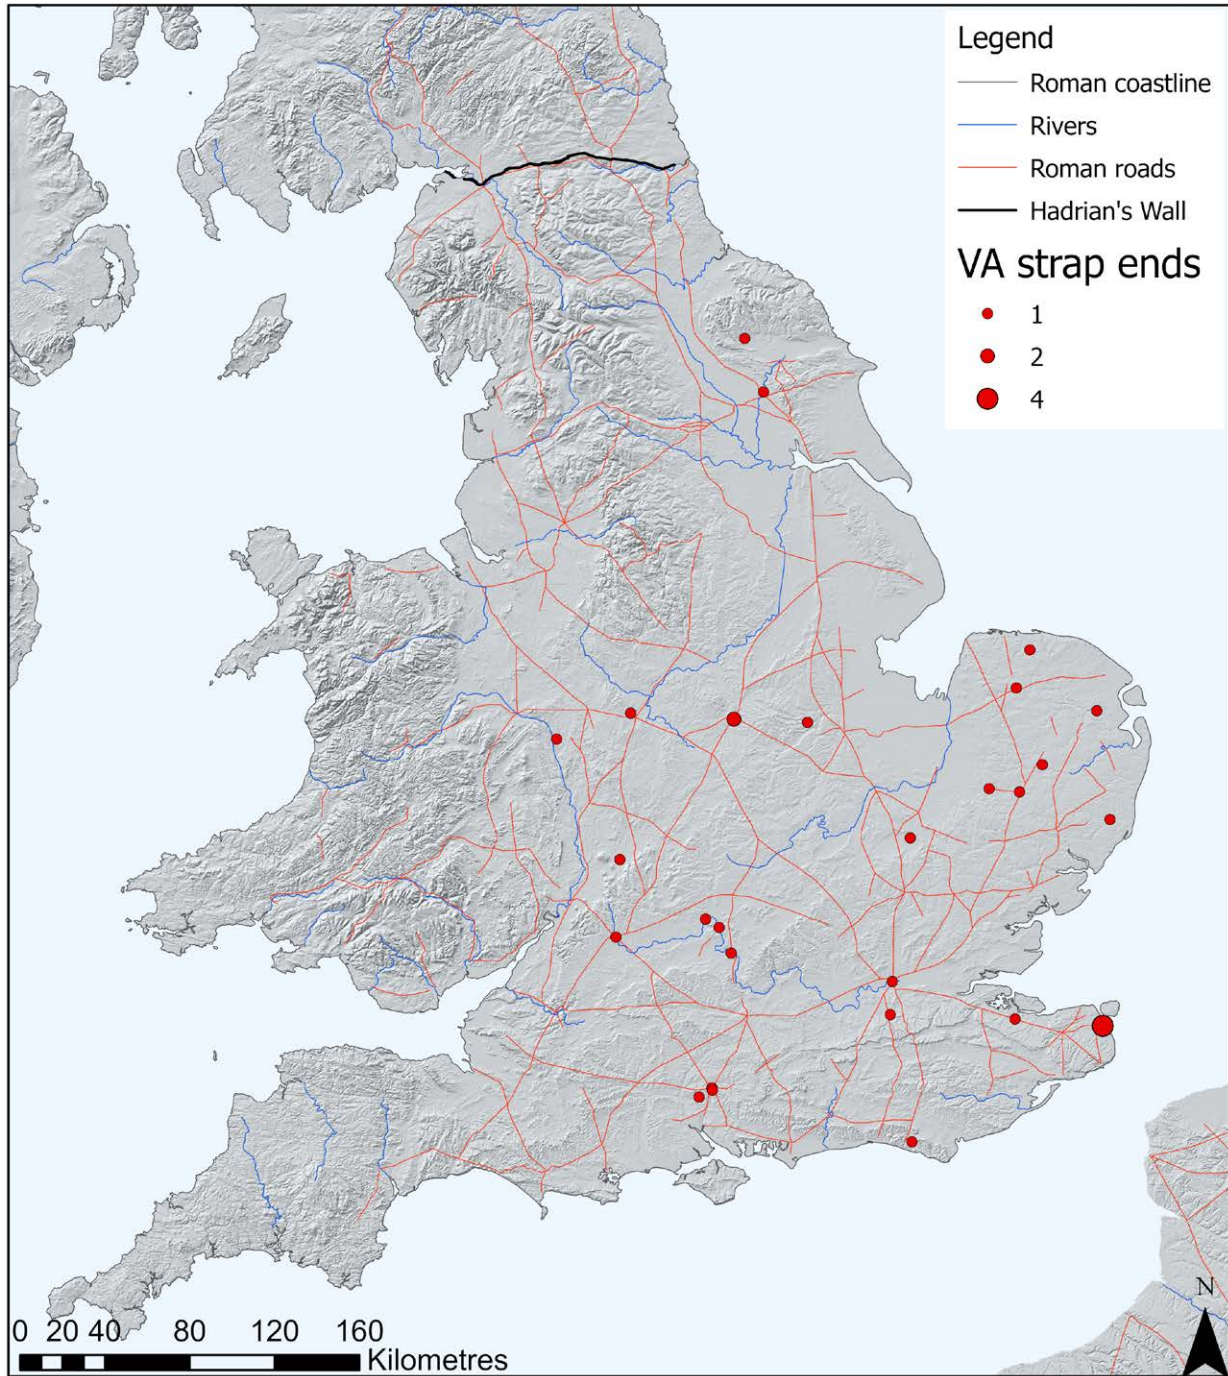 Legend
Roman coastline
Rivers
Roman roads
Hadrian's Wall
VA strap ends
1
2
4
N
0 20 40 80 120 160
Kilometres